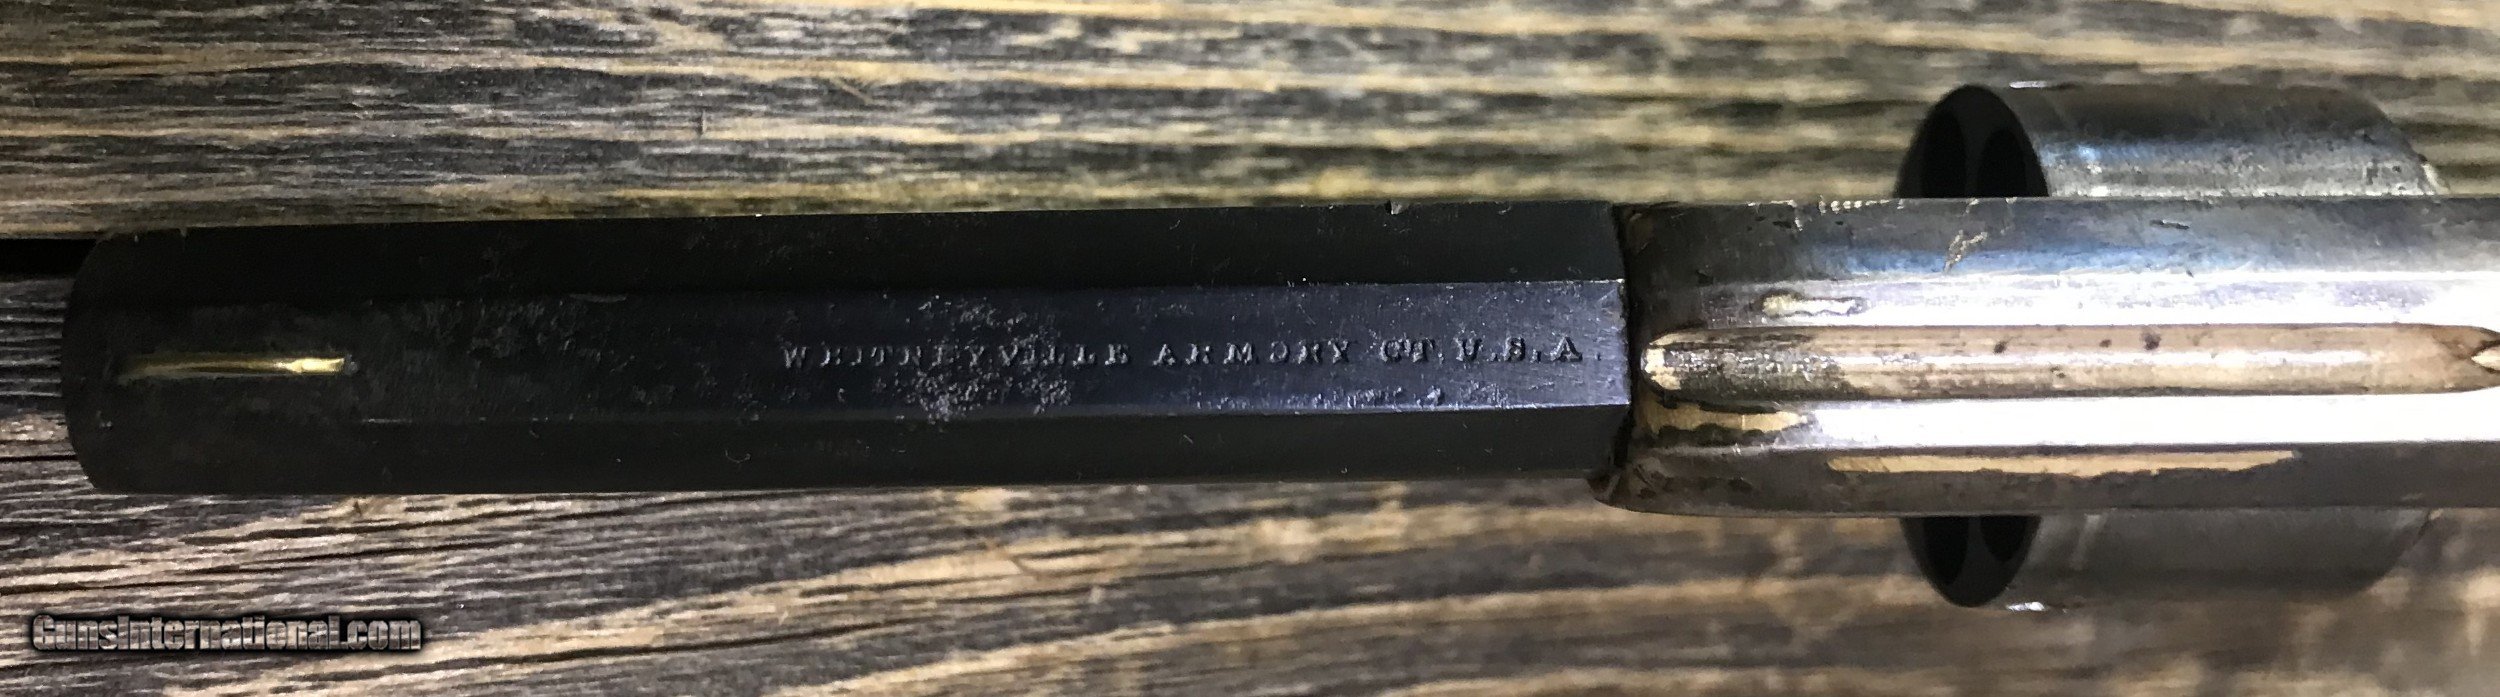 WHITNEYVILLE ARMORY CT. U.S.A.
GunsInternational.com